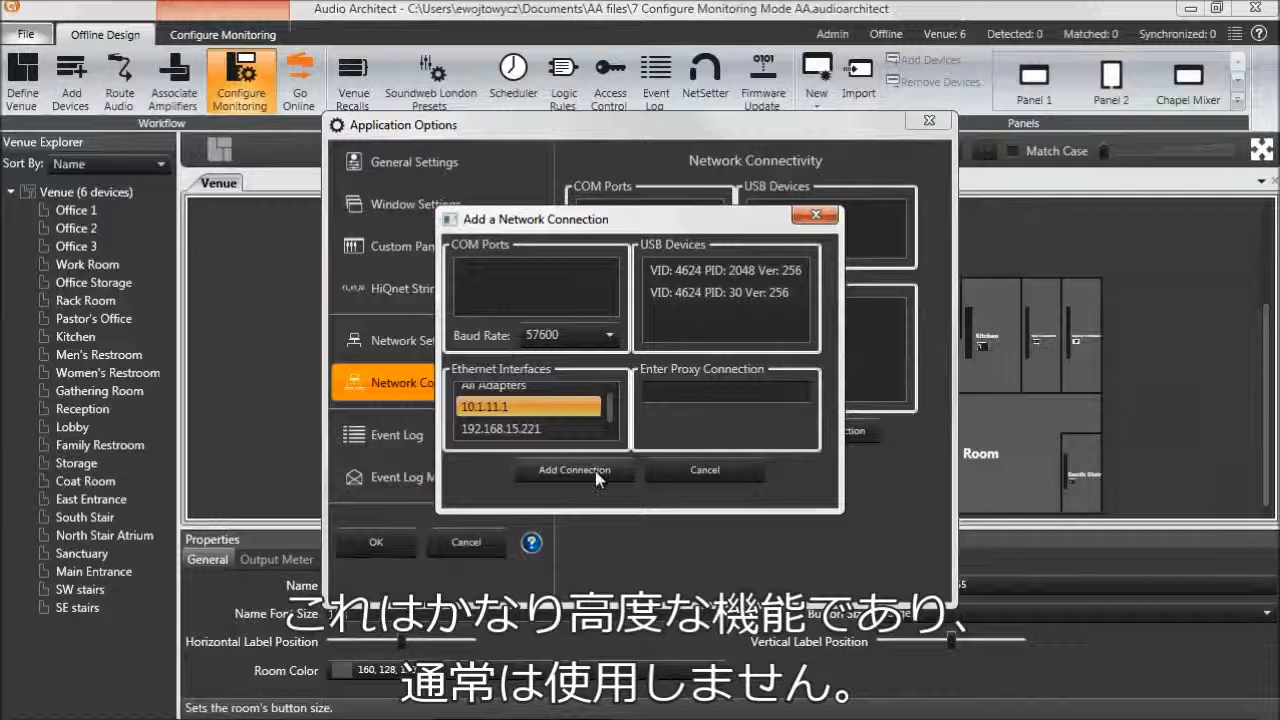 Audio Architect - C:\Users\ewojtowycz\Documents\AA files\7 Configure Monitoring Mode AA.audioarchitect
File
Offline Design
Configure Monitoring
Admin
Offline
Venue: 6
Detected: 0
Matched: 0
Synchronized: 0
Define Venue
Add Devices
Route Audio
Associate Amplifiers
Configure Monitoring
Go Online
Venue Recalls
Soundweb London Presets
Scheduler
Logic Rules
Access Control
Event Log
NetSetter
Firmware Update
New
Import
Add Devices
Remove Devices
Panel 1
Panel 2
Chapel Mixer
Workflow
Panels
Venue Explorer
Sort By: Name
Venue (6 devices)
Office 1
Office 2
Office 3
Work Room
Office Storage
Rack Room
Pastor's Office
Kitchen
Men's Restroom
Women's Restroom
Gathering Room
Reception
Lobby
Family Restroom
Storage
Coat Room
East Entrance
South Stair
North Stair Atrium
Sanctuary
Main Entrance
SW stairs
SE stairs
Venue
Match Case
Application Options
General Settings
Window Settings
Custom Pan
HiQnet Strin
Network Set
Network Co
Event Log
Event Log M
OK
Cancel
Network Connectivity
COM Ports
USB Devices
Add a Network Connection
COM Ports
Baud Rate: 57600
USB Devices
VID: 4624 PID: 2048 Ver: 256
VID: 4624 PID: 30 Ver: 256
Ethernet Interfaces
All Adapters
10.1.11.1
192.168.15.221
Enter Proxy Connection
Add Connection
Cancel
Kitchen
Room
South Stair
Properties
General
Output Meter
Name
Name Font Size
Horizontal Label Position
Vertical Label Position
Room Color
160, 128, 1
Sets the room's button size.
これはかなり高度な機能であり、
通常は使用しません。